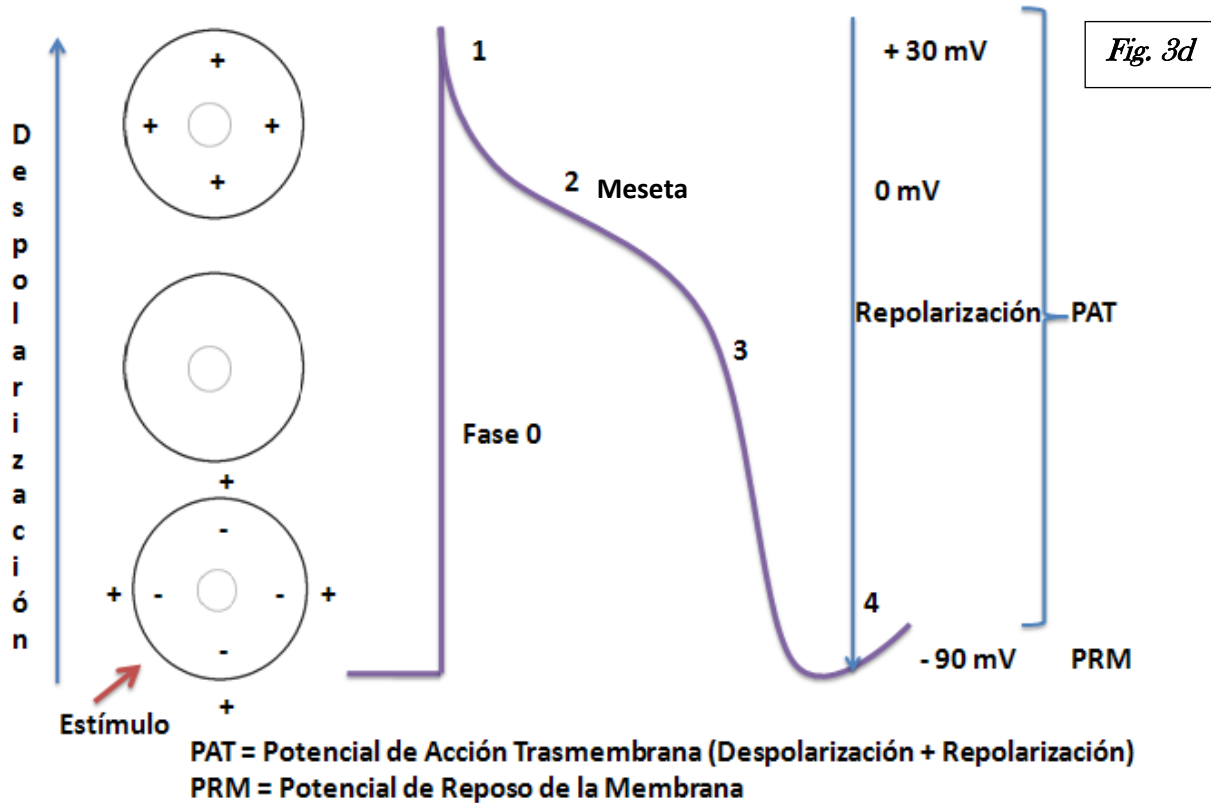 Fig. 3d
Despolarización
+
+ +
+
+
-
+ - - +
-
+
Estímulo
1
2 Meseta
3
Fase 0
4
+ 30 mV
0 mV
Repolarización
PAT
- 90 mV
PRM
PAT = Potencial de Acción Trasmembrana (Despolarización + Repolarización)
PRM = Potencial de Reposo de la Membrana